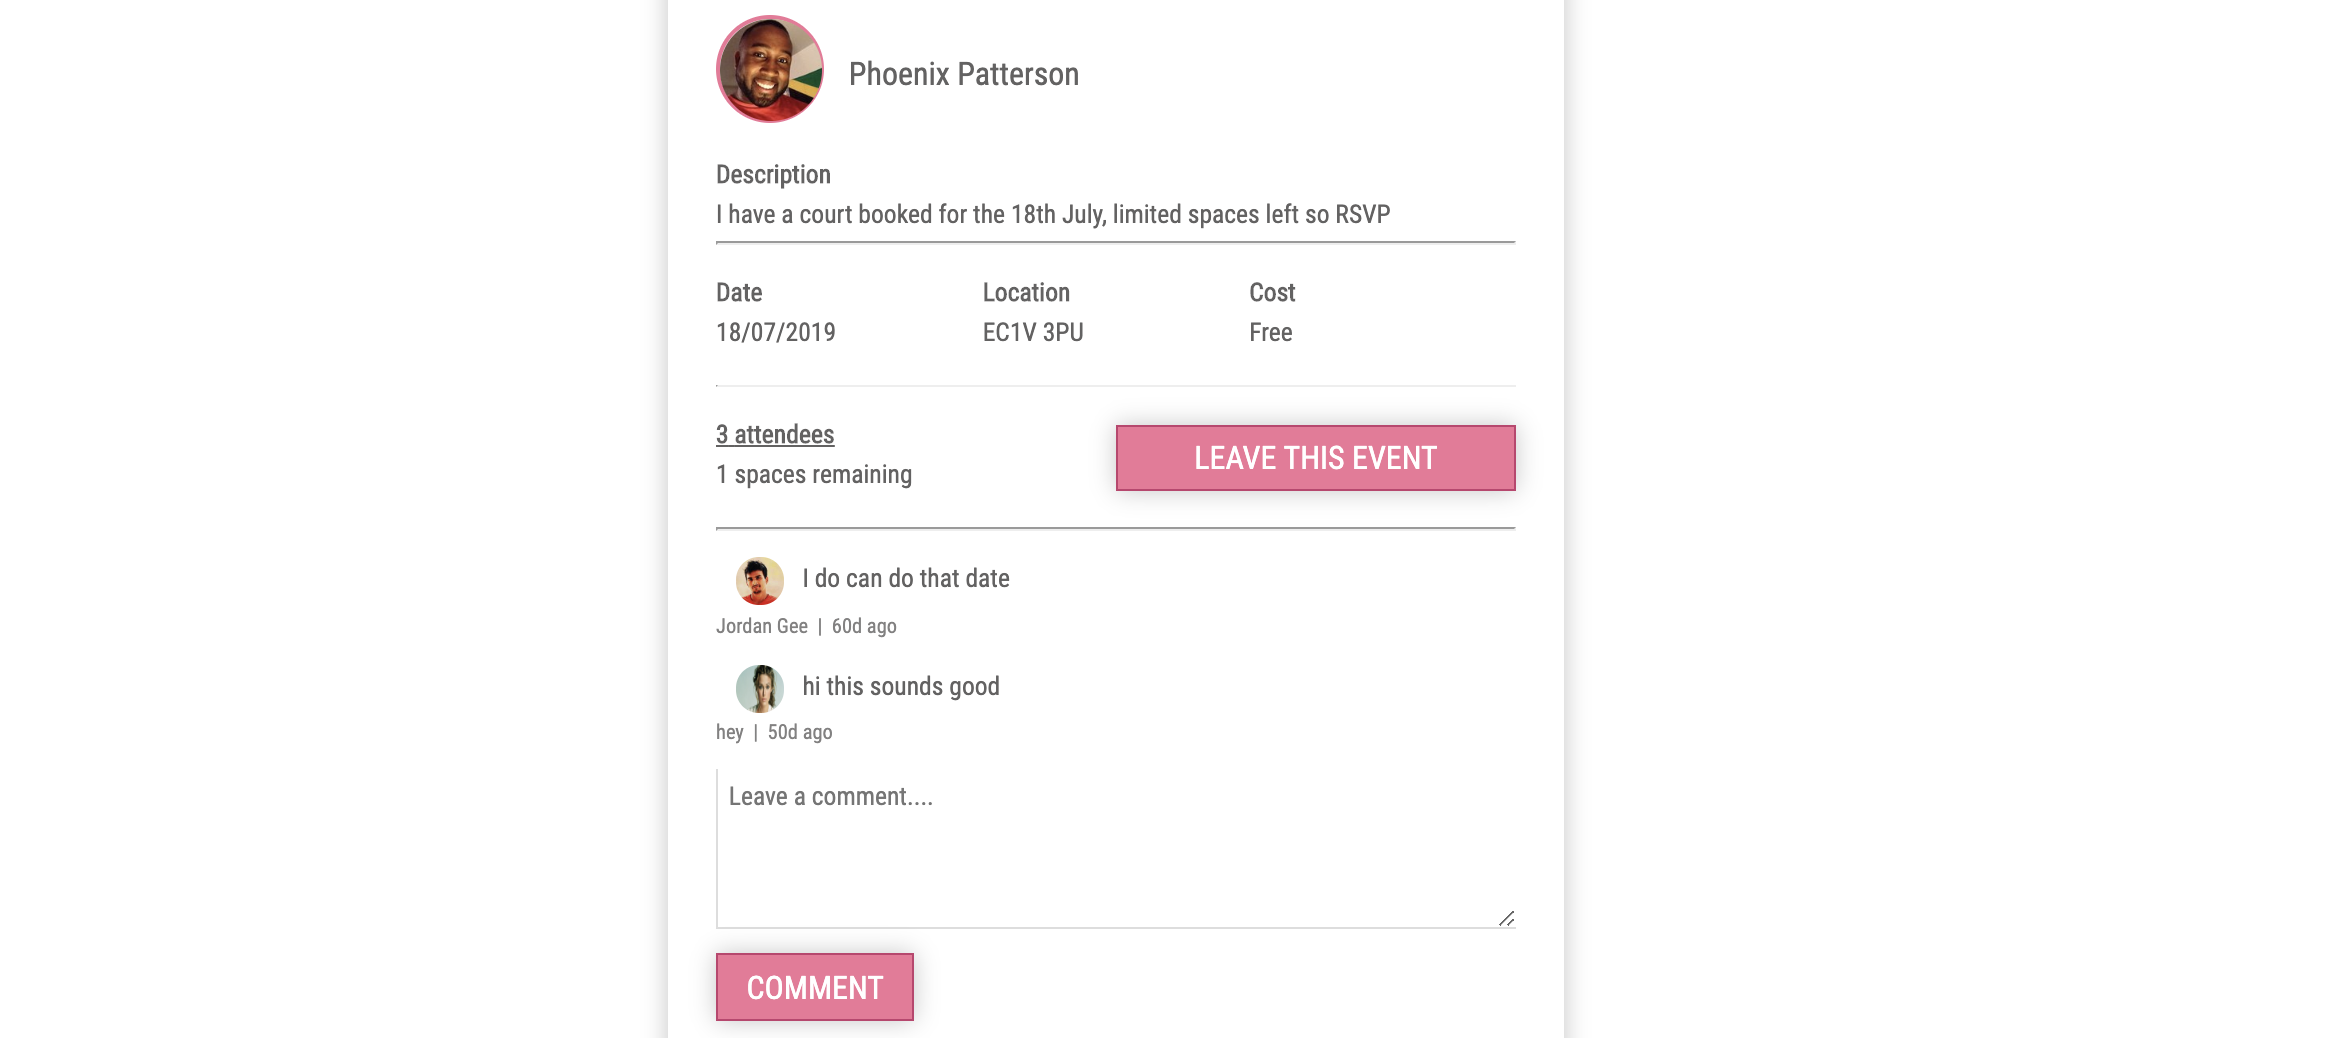 Phoenix Patterson
Description
I have a court booked for the 18th July, limited spaces left so RSVP
Date Location Cost
18/07/2019 EC1V 3PU Free
3 attendees
1 spaces remaining
LEAVE THIS EVENT
I do can do that date
Jordan Gee | 60d ago
hi this sounds good
hey | 50d ago
Leave a comment....
COMMENT